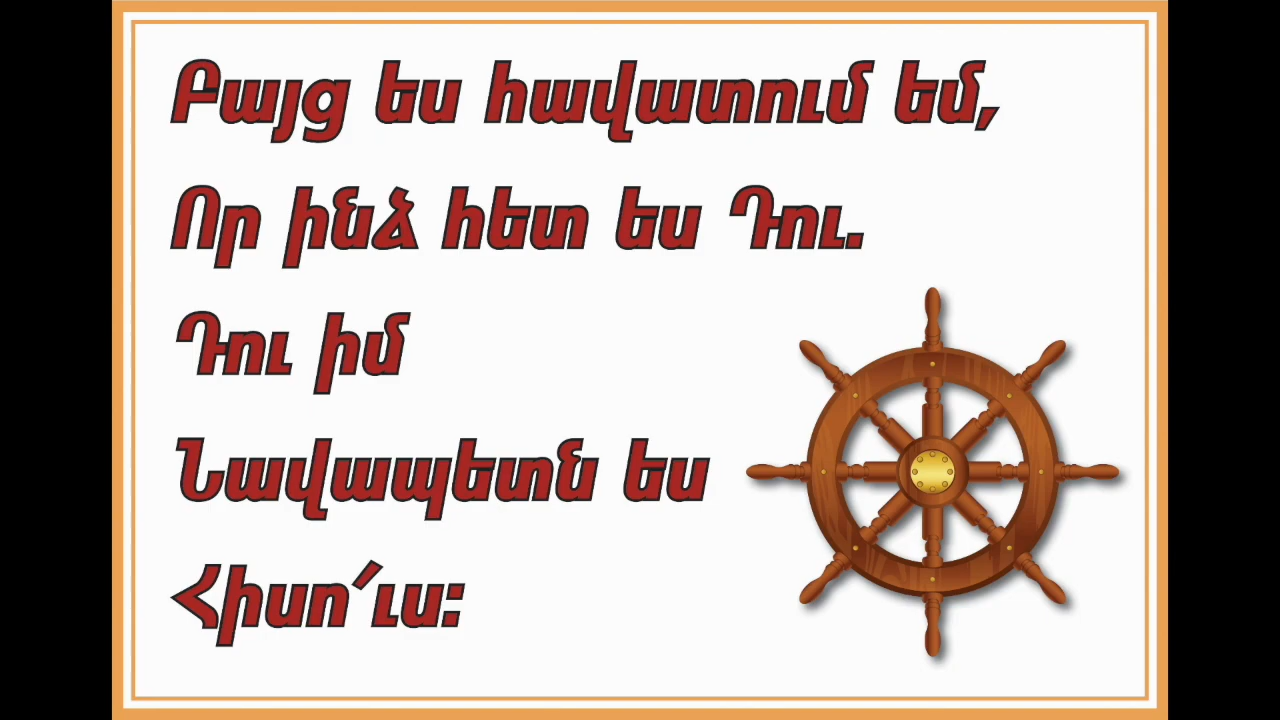 Բայց ես հավատում եմ,
Որ ինձ հետ ես Դու.
Դու իմ
Նավապետն ես
Հիսո՛ւս: